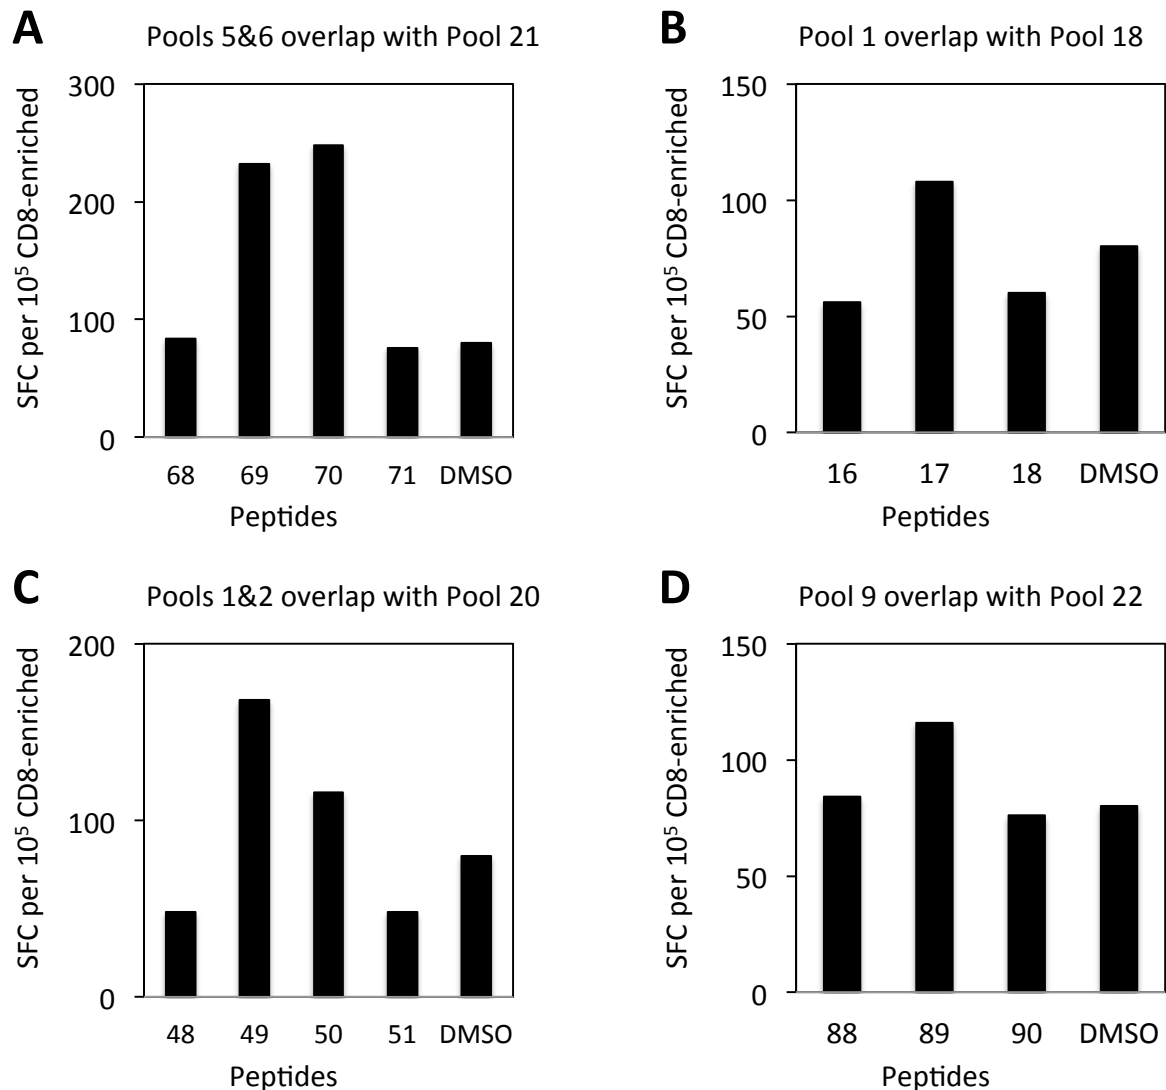 A
Pools 5&6 overlap with Pool 21
SFC per 10⁵ CD8-enriched
300
200
100
0
68 69 70 71 DMSO
Peptides
B
Pool 1 overlap with Pool 18
SFC per 10⁵ CD8-enriched
150
100
50
0
16 17 18 DMSO
Peptides
C
Pools 1&2 overlap with Pool 20
SFC per 10⁵ CD8-enriched
200
100
0
48 49 50 51 DMSO
Peptides
D
Pool 9 overlap with Pool 22
SFC per 10⁵ CD8-enriched
150
100
50
0
88 89 90 DMSO
Peptides